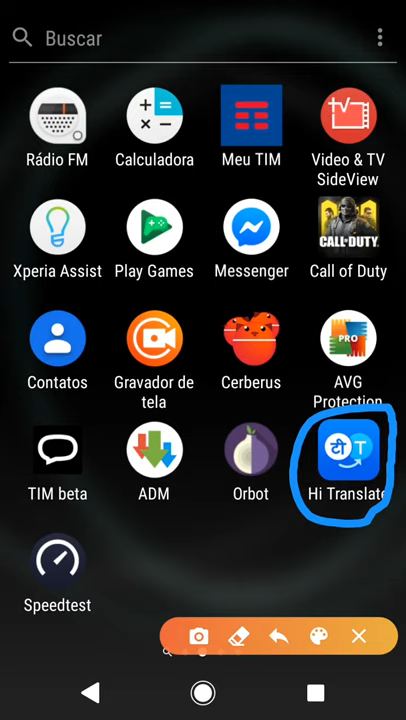 Buscar
Rádio FM
Calculadora
Meu TIM
Video & TV
SideView
Xperia Assist
Play Games
Messenger
CALL OF DUTY
Call of Duty
Contatos
Gravador de
tela
Cerberus
PRO
AVG
Protection
TIM beta
ADM
Orbot
टी T
Hi Translate
Speedtest